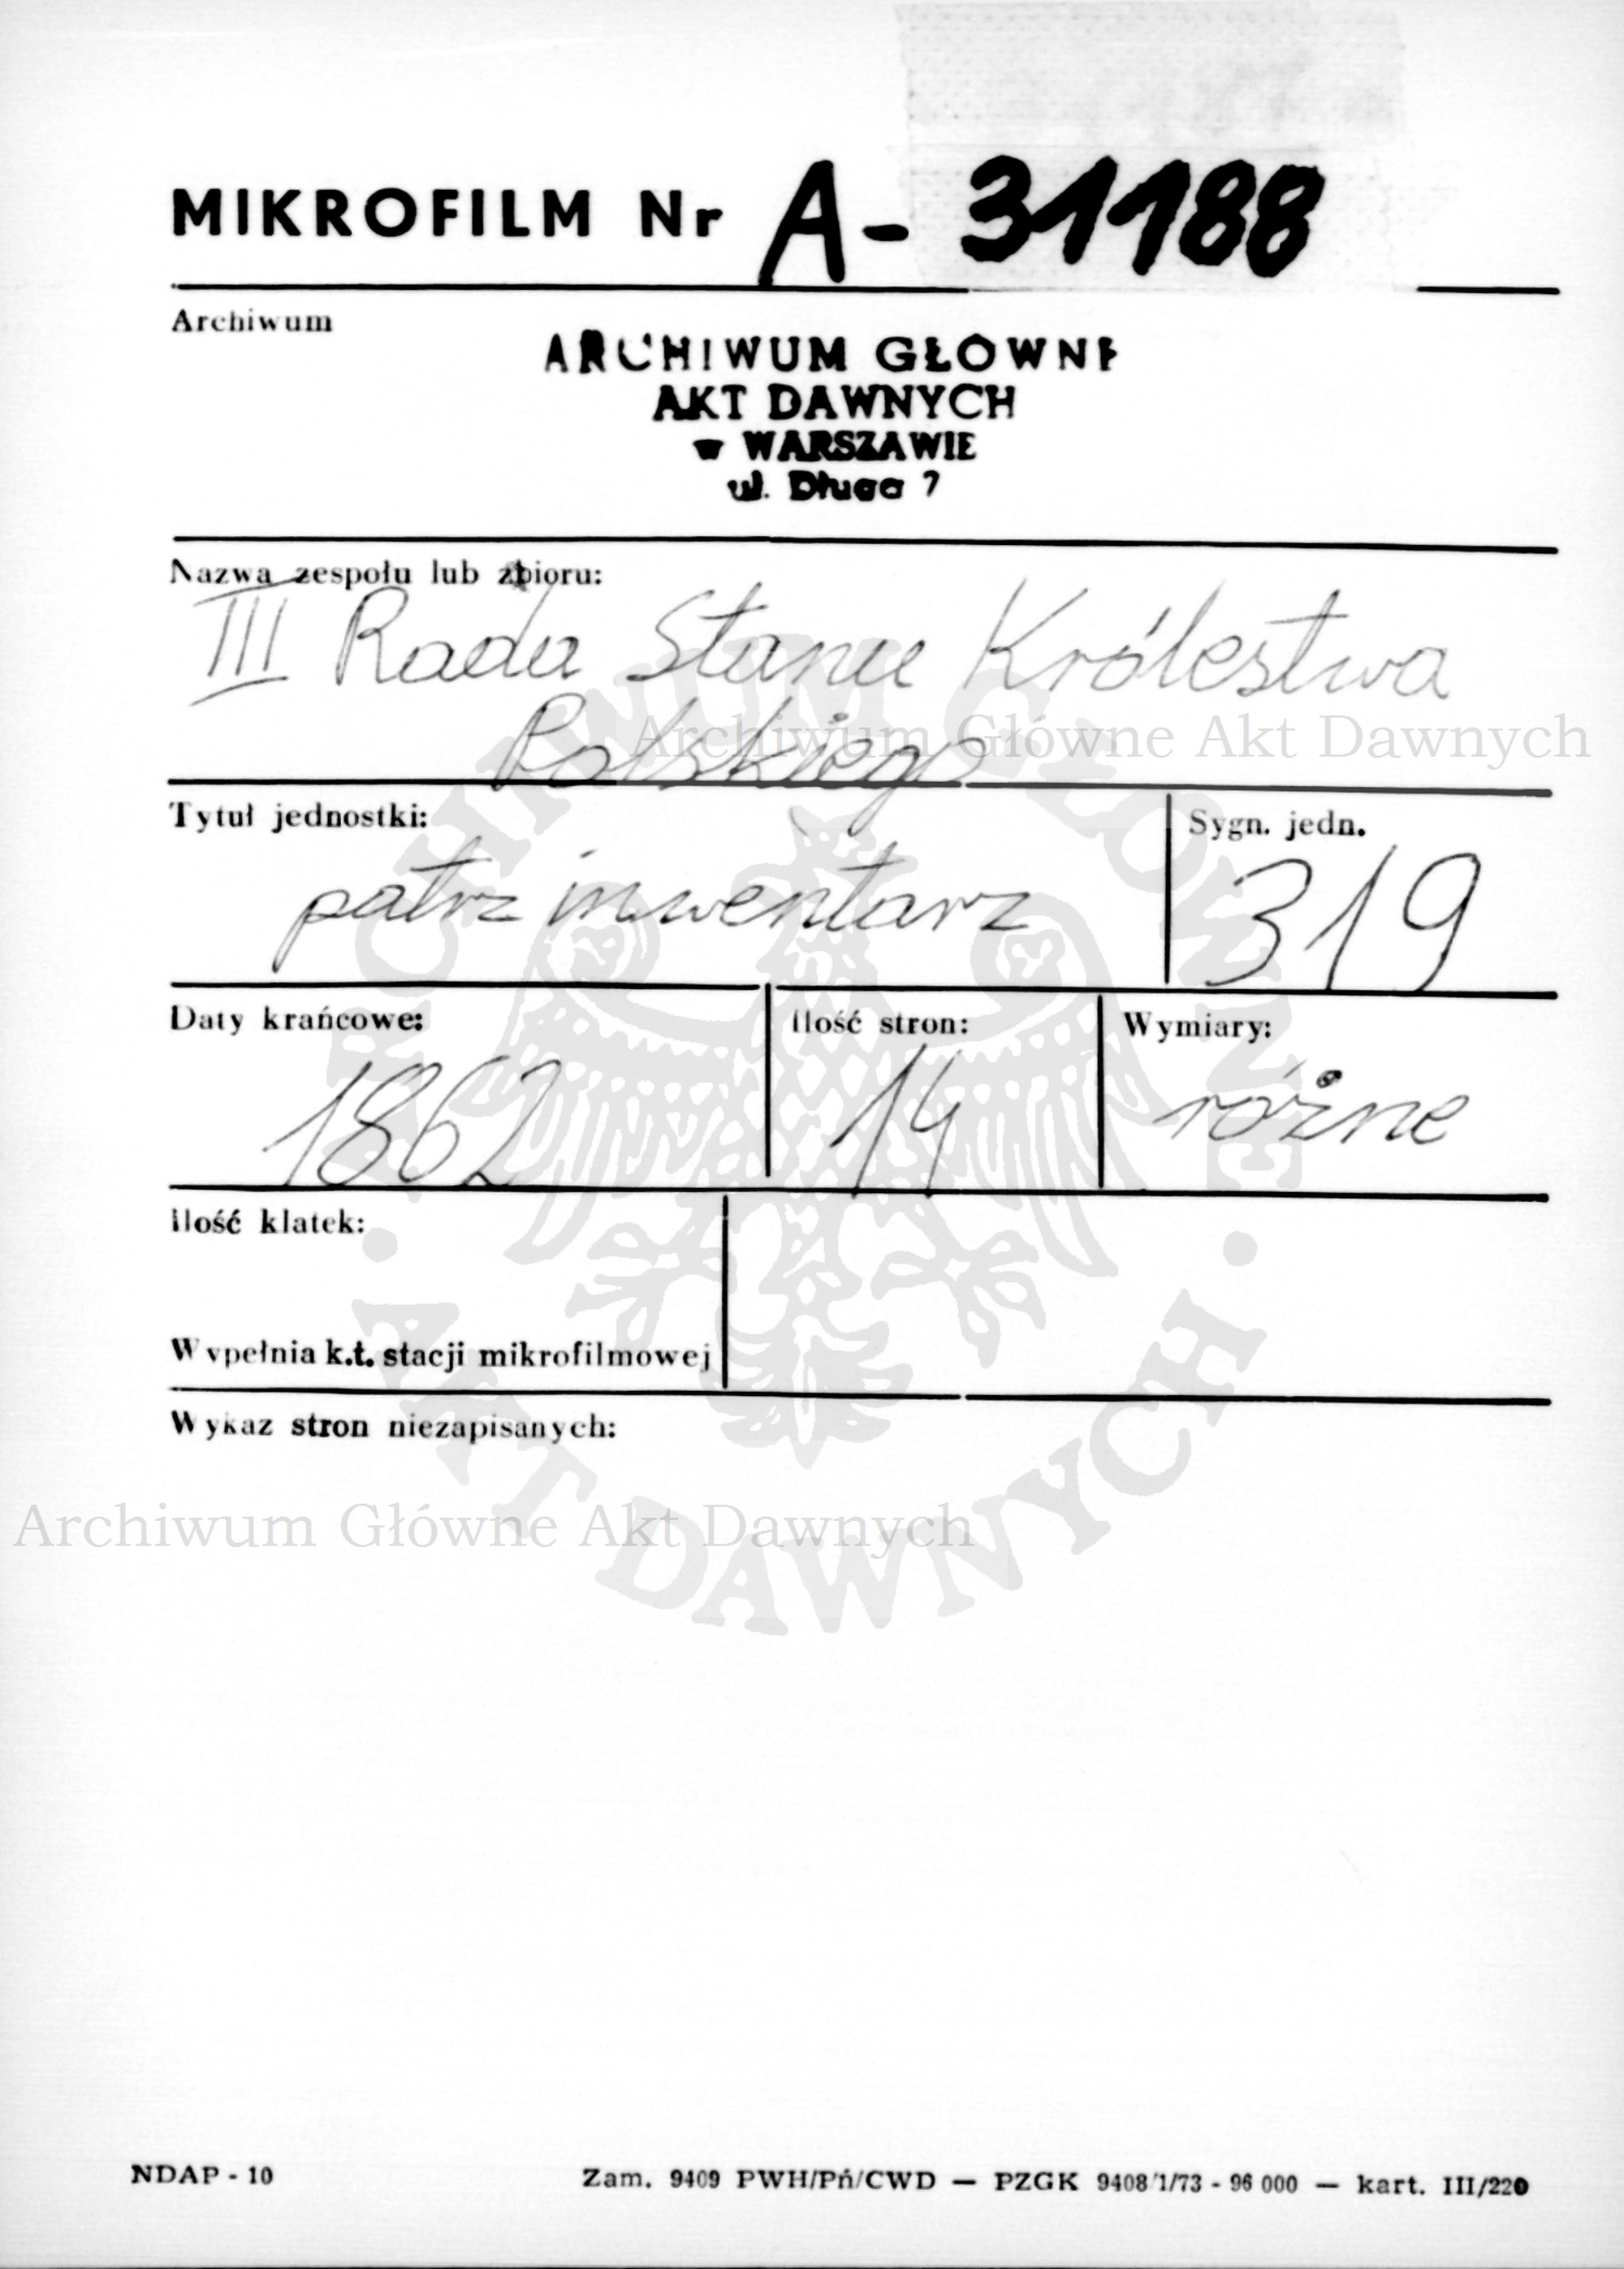 MIKROFILM Nr A- 31188
Archiwum
ARCHIWUM GŁÓWNE
AKT DAWNYCH
w WARSZAWIE
ul. Długa 7
Nazwa zespołu lub zbioru:
III Rada Stanu Królestwa
Polskiego
Archiwum Główne Akt Dawnych
Tytuł jednostki:
Sygn. jedn.
patrz inwentarz
319
Daty krańcowe:
Ilość stron:
Wymiary:
1862
14
różne
Ilość klatek:
Wypełnia k.t. stacji mikrofilmowej
Wykaz stron niezapisanych:
Archiwum Główne Akt Dawnych
ARCHIWUM GŁÓWNE
• AKT DAWNYCH •
NDAP - 10
Zam. 9409 PWH/Pń/CWD — PZGK 9408/1/73 - 96 000 — kart. III/220